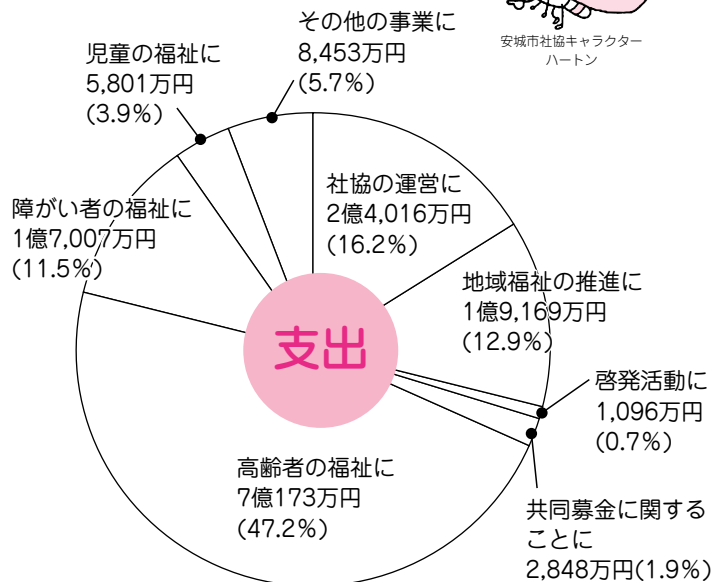 安城市社協キャラクター
ハートン
その他の事業に
8,453万円
(5.7%)
児童の福祉に
5,801万円
(3.9%)
社協の運営に
2億4,016万円
(16.2%)
障がい者の福祉に
1億7,007万円
(11.5%)
地域福祉の推進に
1億9,169万円
(12.9%)
支出
啓発活動に
1,096万円
(0.7%)
高齢者の福祉に
7億173万円
(47.2%)
共同募金に関する
ことに
2,848万円(1.9%)